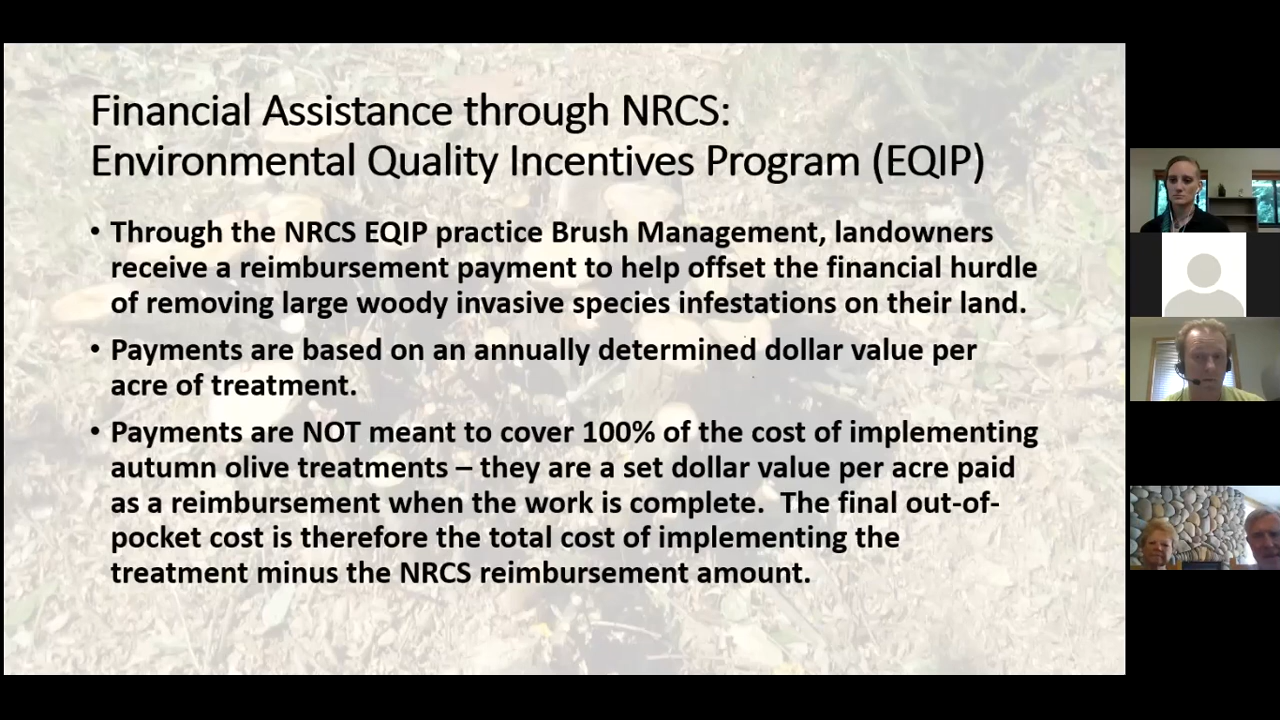 Financial Assistance through NRCS:
Environmental Quality Incentives Program (EQIP)
• Through the NRCS EQIP practice Brush Management, landowners
receive a reimbursement payment to help offset the financial hurdle
of removing large woody invasive species infestations on their land.
• Payments are based on an annually determined dollar value per
acre of treatment.
• Payments are NOT meant to cover 100% of the cost of implementing
autumn olive treatments – they are a set dollar value per acre paid
as a reimbursement when the work is complete.  The final out-of-
pocket cost is therefore the total cost of implementing the
treatment minus the NRCS reimbursement amount.